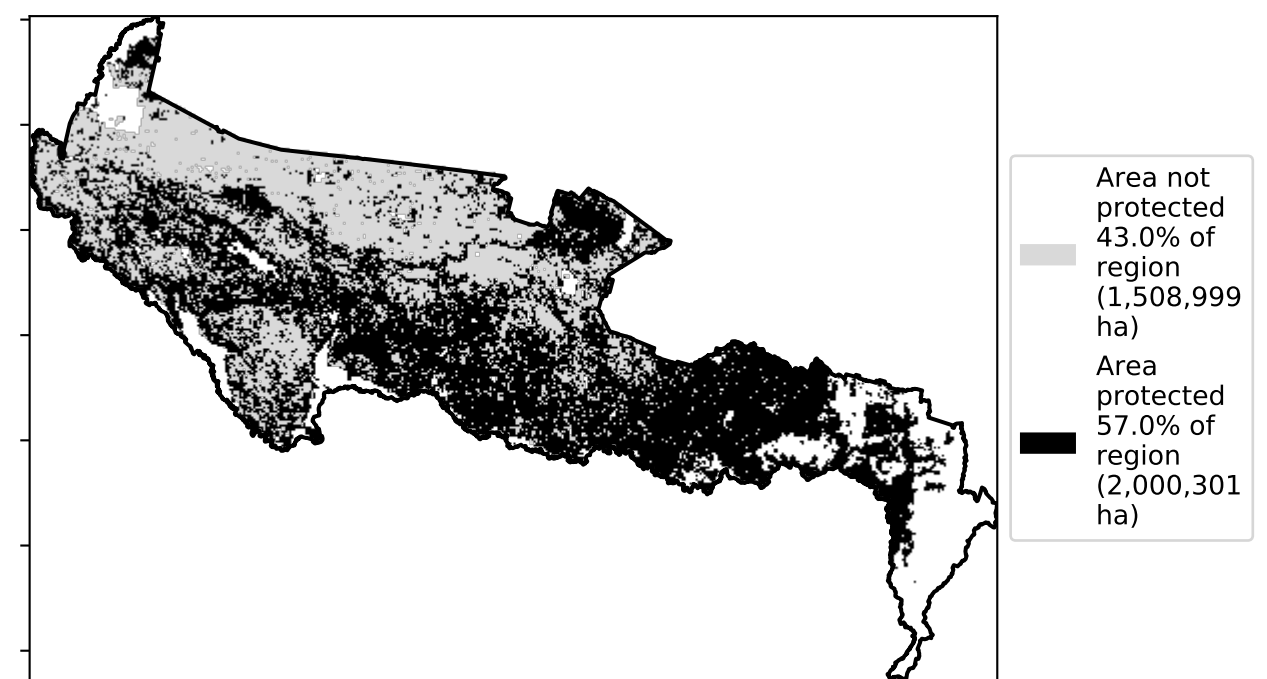 Area not
protected
43.0% of
region
(1,508,999
ha)
Area
protected
57.0% of
region
(2,000,301
ha)